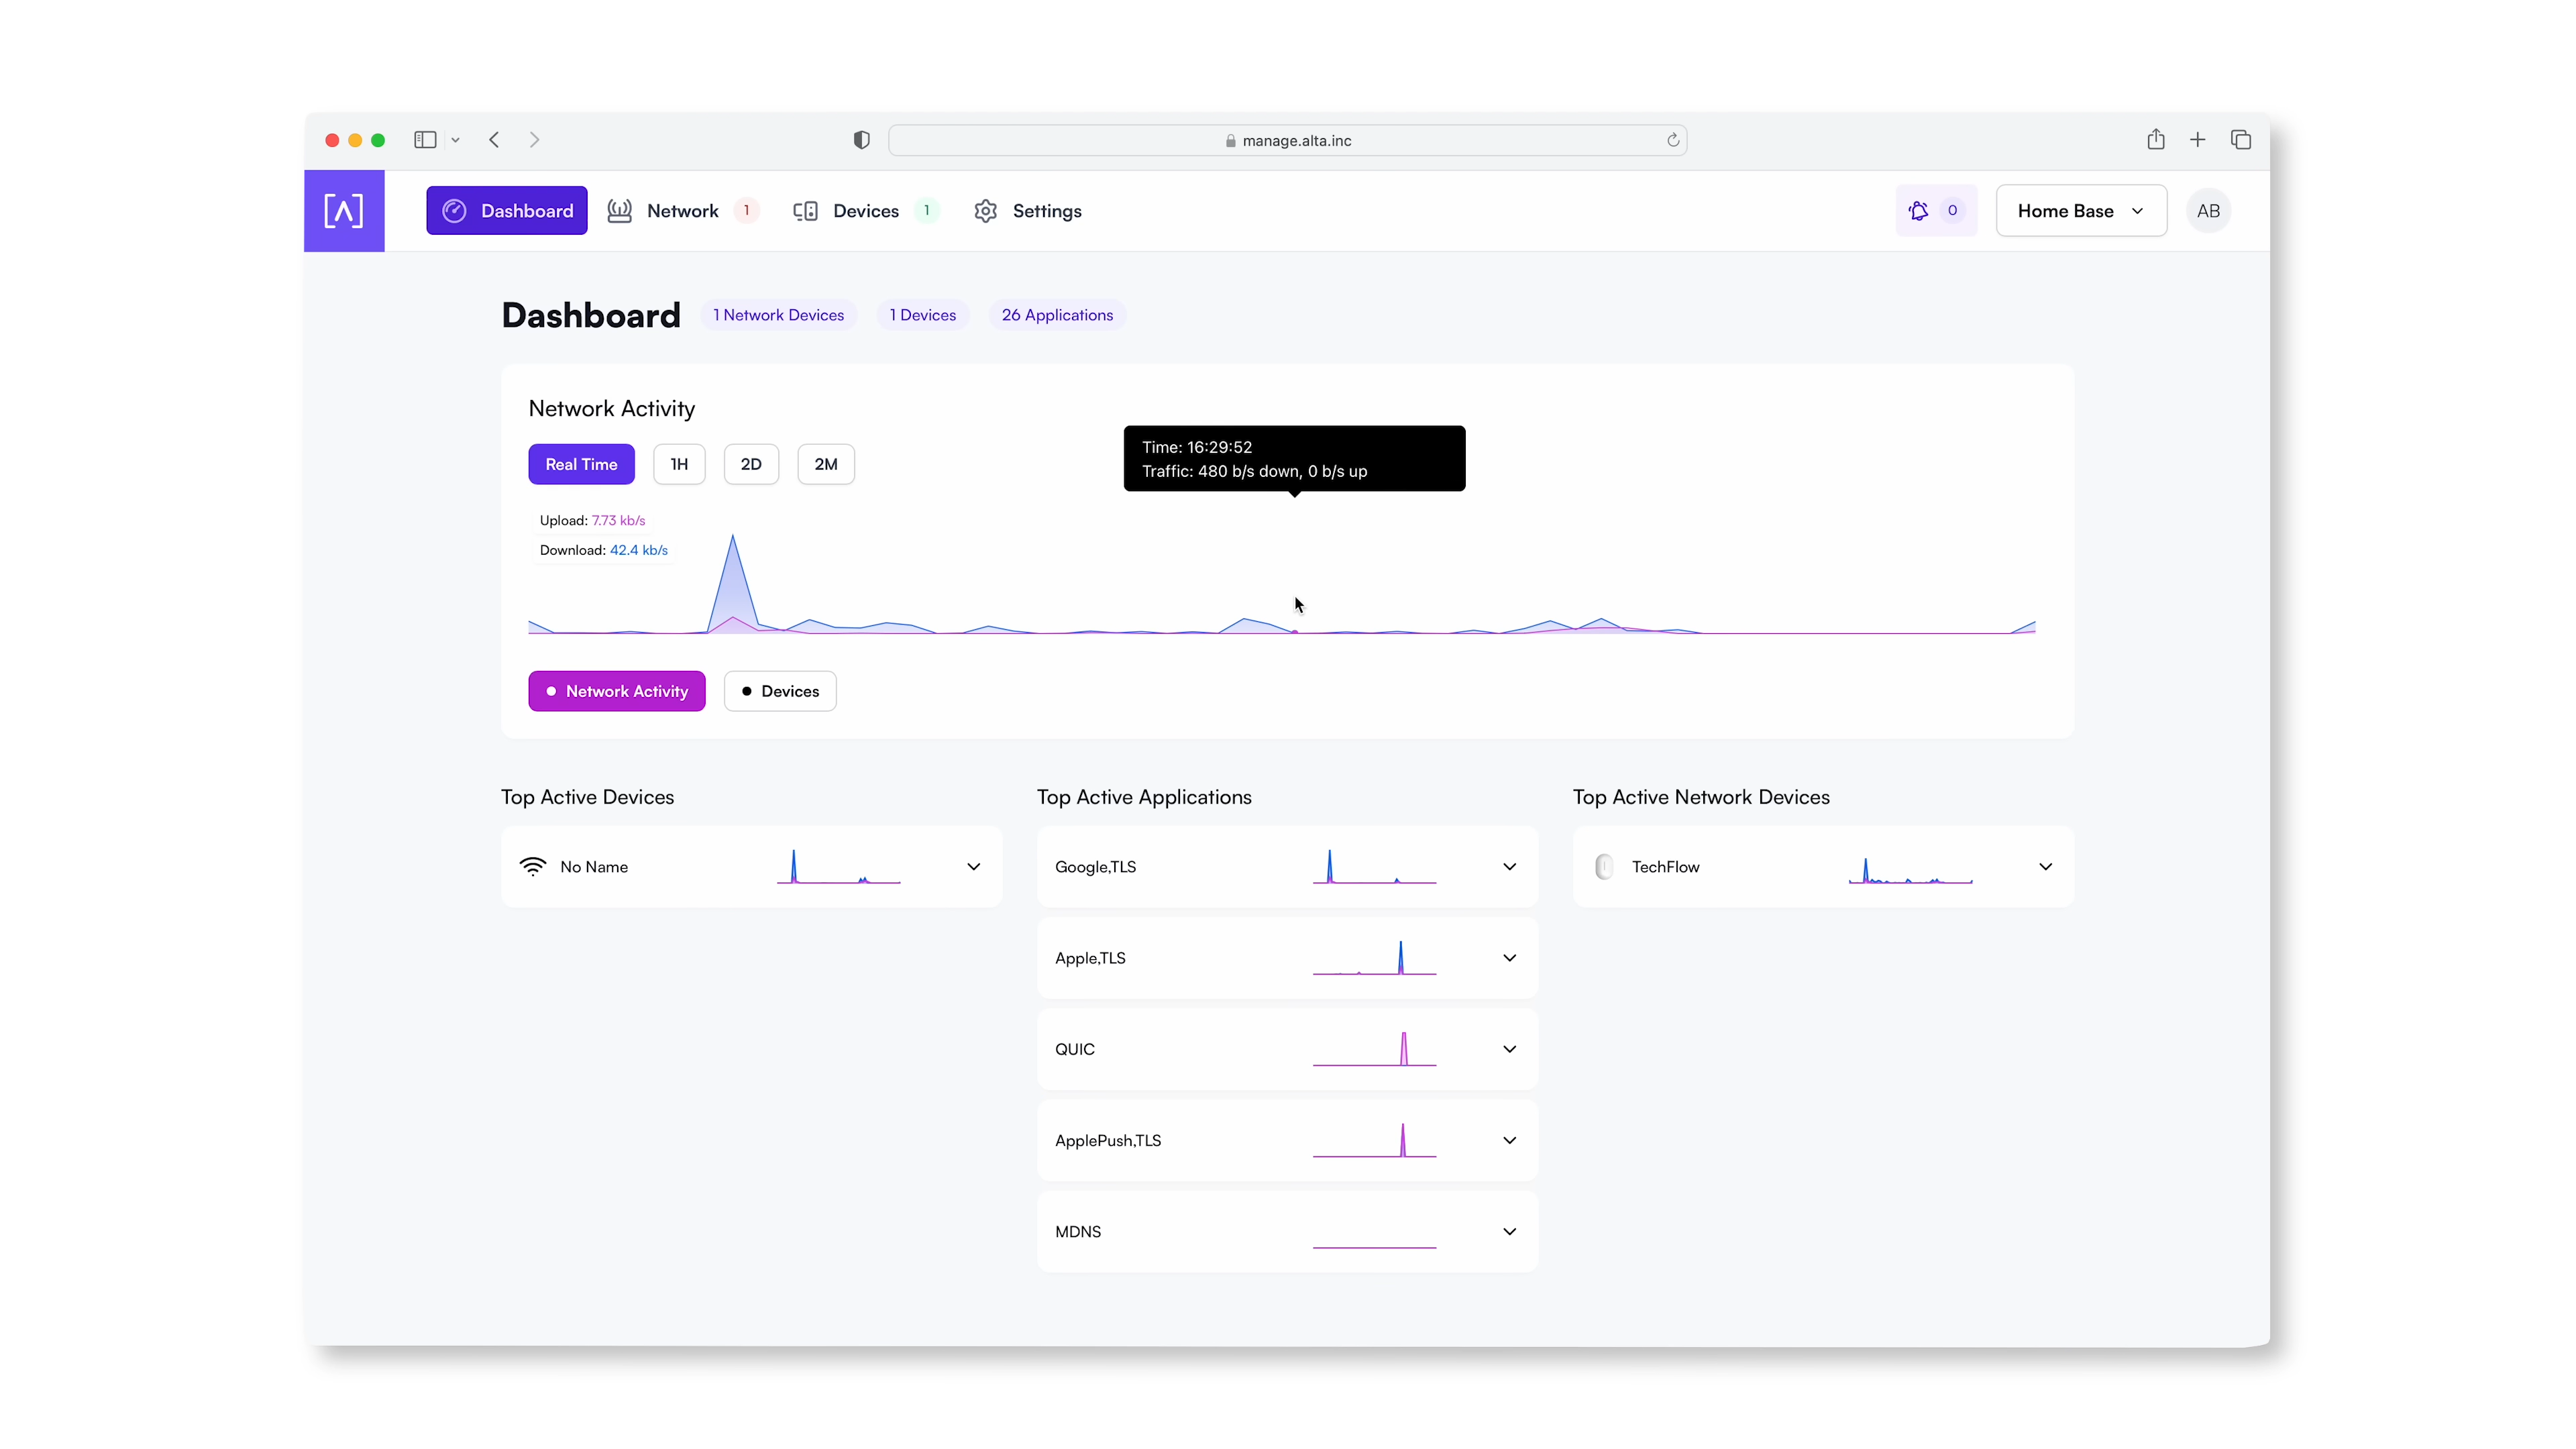 manage.alta.inc
[Λ]
Dashboard
Network 1
Devices 1
Settings
0
Home Base
AB
Dashboard
1 Network Devices
1 Devices
26 Applications
Network Activity
Real Time
1H
2D
2M
Time: 16:29:52
Traffic: 480 b/s down, 0 b/s up
Upload: 7.73 kb/s
Download: 42.4 kb/s
Network Activity
Devices
Top Active Devices
No Name
Top Active Applications
Google,TLS
Apple,TLS
QUIC
ApplePush,TLS
MDNS
Top Active Network Devices
TechFlow